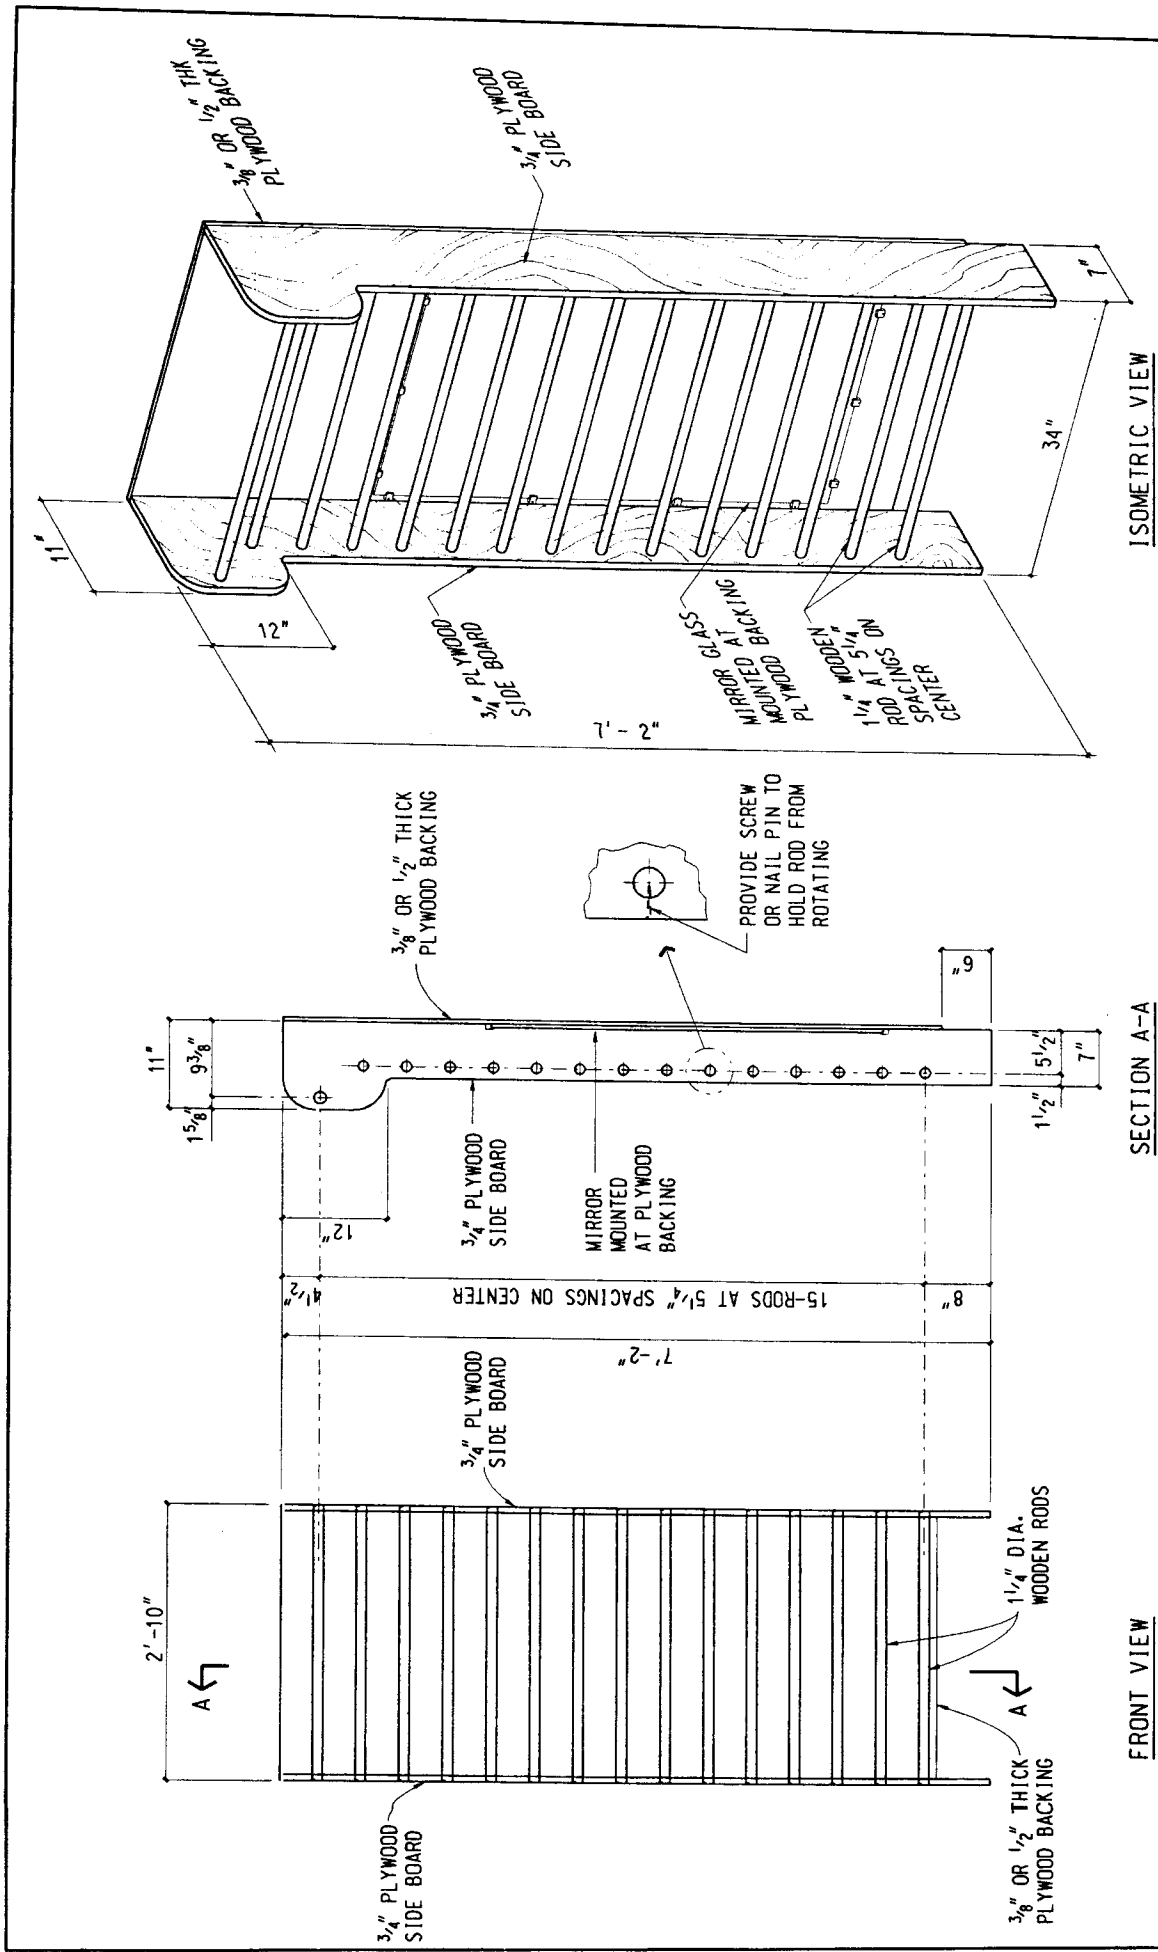 2'-10"
A
3/4" PLYWOOD
SIDE BOARD
3/4" PLYWOOD
SIDE BOARD
A
3/8" OR 1/2" THICK
PLYWOOD BACKING
1 1/4" DIA.
WOODEN RODS
FRONT VIEW
7'-2"
4 1/2"
15-RODS AT 5 1/4" SPACINGS ON CENTER
8"
12"
11"
1 5/8"
9 3/8"
3/4" PLYWOOD
SIDE BOARD
MIRROR
MOUNTED
AT PLYWOOD
BACKING
3/8" OR 1/2" THICK
PLYWOOD BACKING
PROVIDE SCREW
OR NAIL PIN TO
HOLD ROD FROM
ROTATING
6"
1 1/2"
5 1/2"
7"
SECTION A-A
11"
12"
7'-2"
3/8" OR 1/2" THK
PLYWOOD BACKING
3/4" PLYWOOD
SIDE BOARD
3/4" PLYWOOD
SIDE BOARD
MIRROR GLASS
MIRRTED AT
MOUNTED BACKING
PLYWOOD
1 1/4" WOODEN
ROD AT 5 1/4"
SPACINGS ON
SPACER
CENTER
34"
7"
ISOMETRIC VIEW